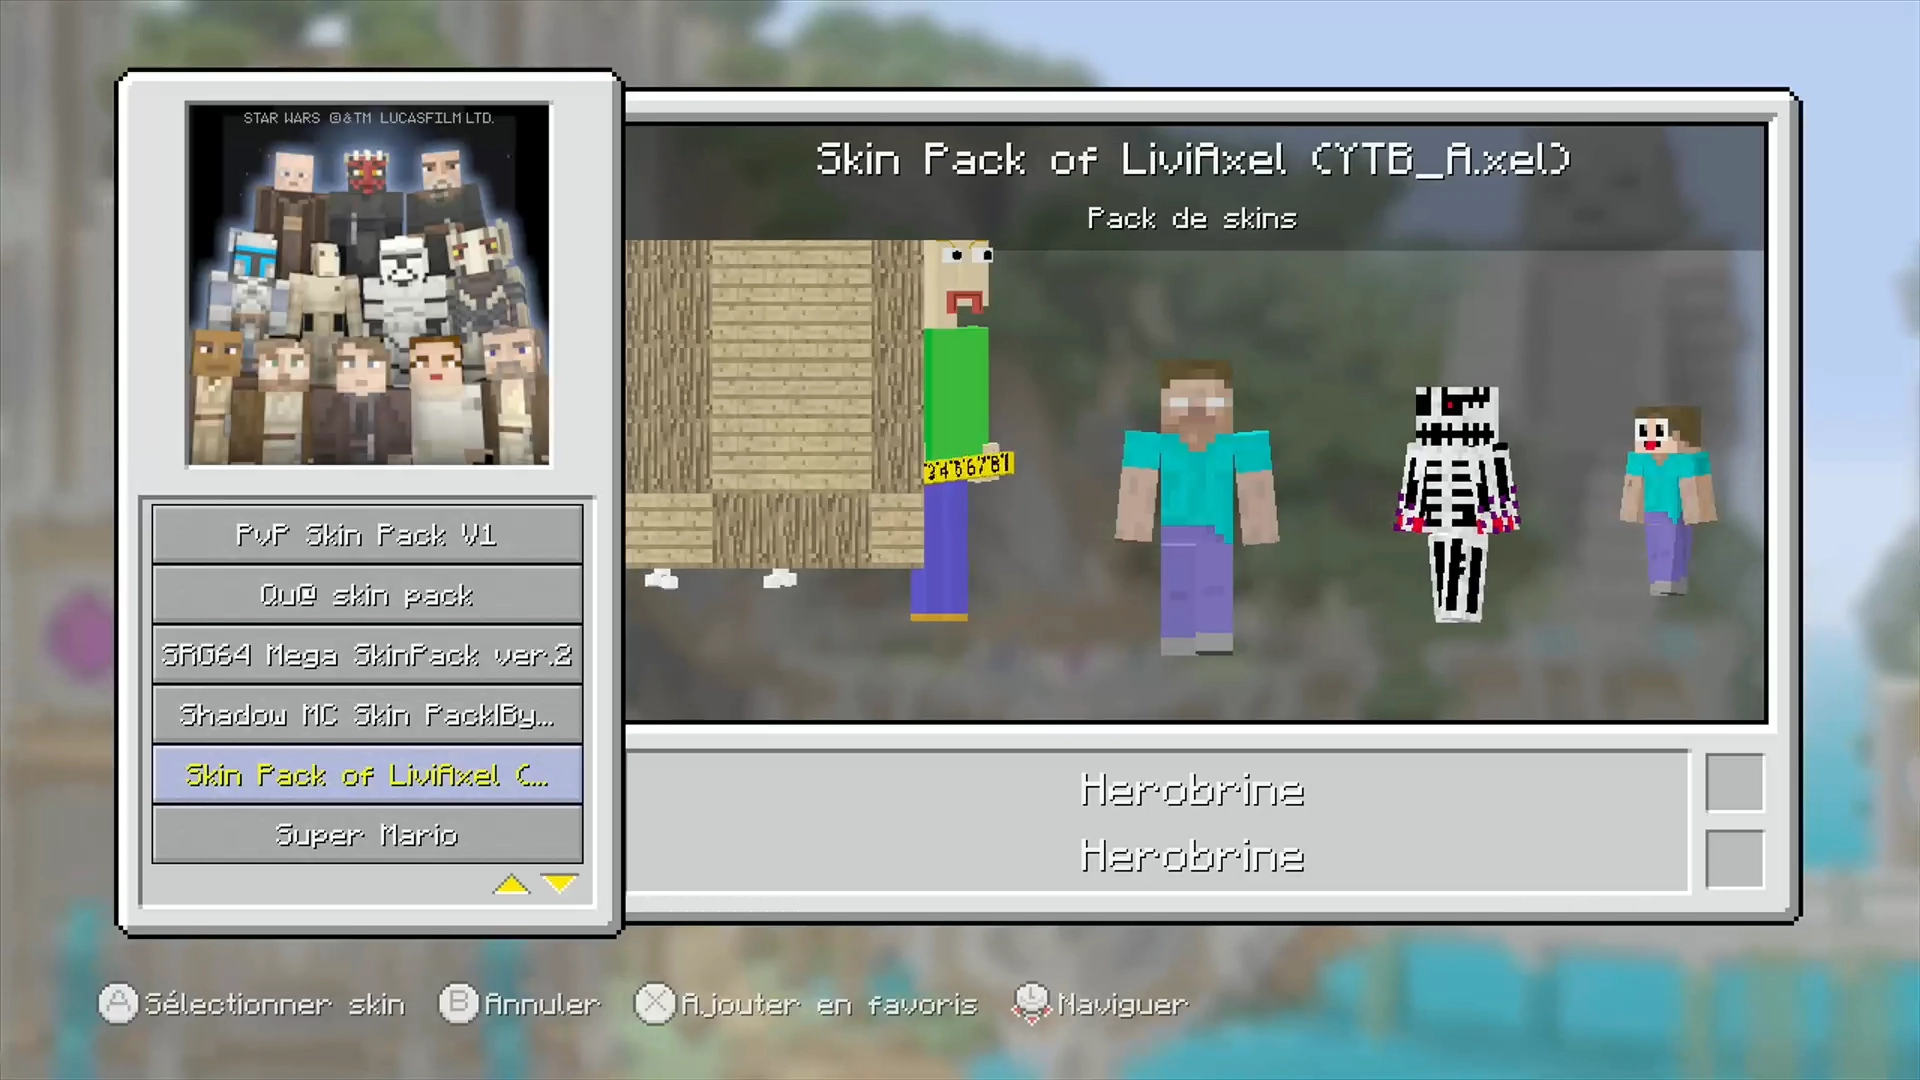 STAR WARS ©&TM LUCASFILM LTD.
PvP Skin Pack V1
Qu@ skin pack
SRG64 Mega SkinPack ver.2
Shadow MC Skin Pack|By...
Skin Pack of LiviAxel (...
Super Mario
Skin Pack of LiviAxel (YTB_A.xel)
Pack de skins
Herobrine
Herobrine
A Sélectionner skin B Annuler X Ajouter en favoris L Naviguer